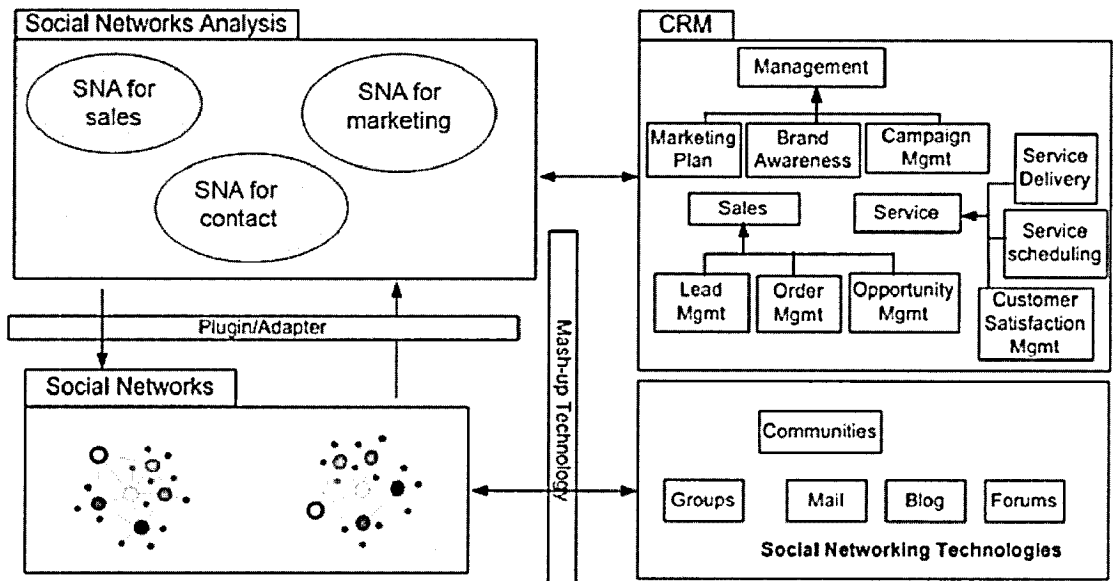 Social Networks Analysis
SNA for
sales
SNA for
marketing
SNA for
contact
Plugin/Adapter
Social Networks
Mash-up Technology
CRM
Management
Marketing
Plan
Brand
Awareness
Campaign
Mgmt
Service
Delivery
Sales
Service
Service
scheduling
Lead
Mgmt
Order
Mgmt
Opportunity
Mgmt
Customer
Satisfaction
Mgmt
Communities
Groups
Mail
Blog
Forums
Social Networking Technologies